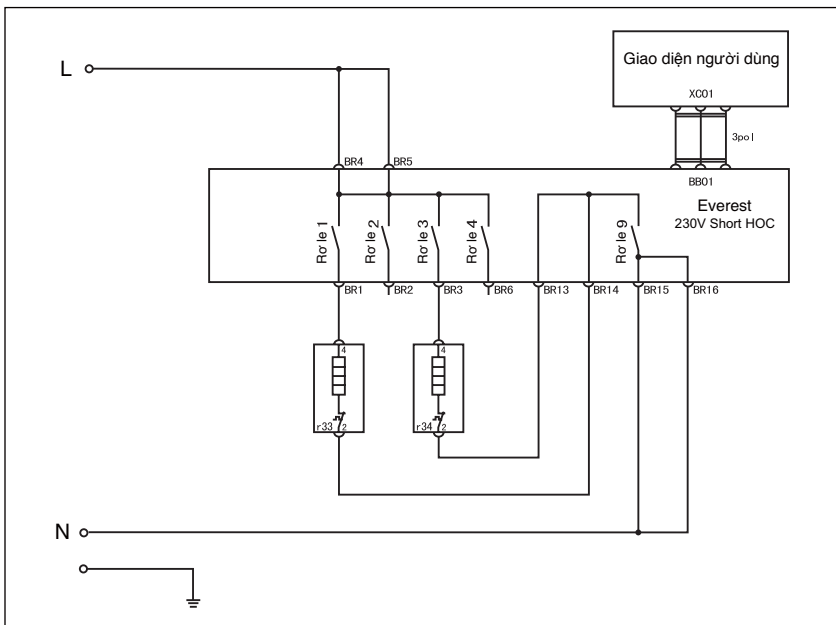 L
Giao diện người dùng
XC01
3pol
BR4
BR5
BB01
Everest
230V Short HOC
Rơ le 1
Rơ le 2
Rơ le 3
Rơ le 4
Rơ le 9
BR1
BR2
BR3
BR6
BR13
BR14
BR15
BR16
4
4
r33
2
r34
2
N